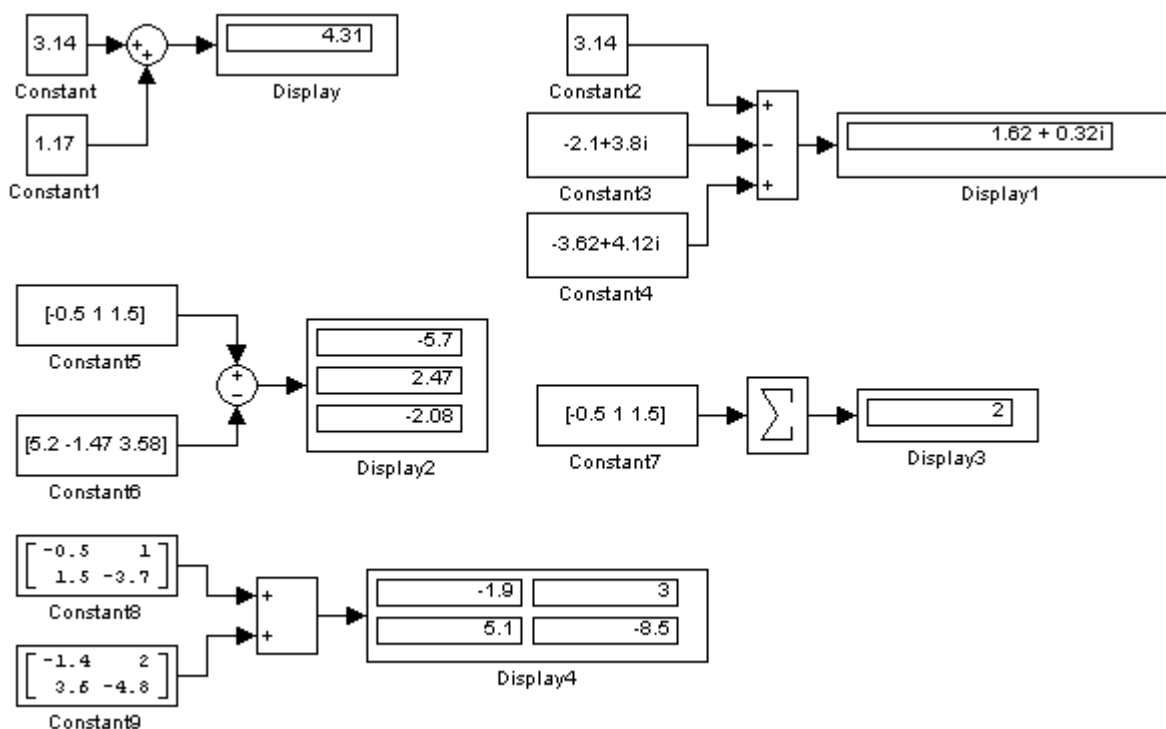 3.14
+
+
4.31
Constant
Display
1.17
Constant1
3.14
Constant2
+
-2.1+3.8i
−
1.62 + 0.32i
Constant3
+
Display1
-3.62+4.12i
Constant4
[-0.5 1 1.5]
Constant5
+
−
-5.7
2.47
-2.08
[5.2 -1.47 3.58]
Display2
Constant6
[-0.5 1 1.5]
2
Constant7
Display3
-0.5 1
1.5 -3.7
Constant8
+
+
-1.9 3
5.1 -8.5
-1.4 2
3.6 -4.8
Display4
Constant9